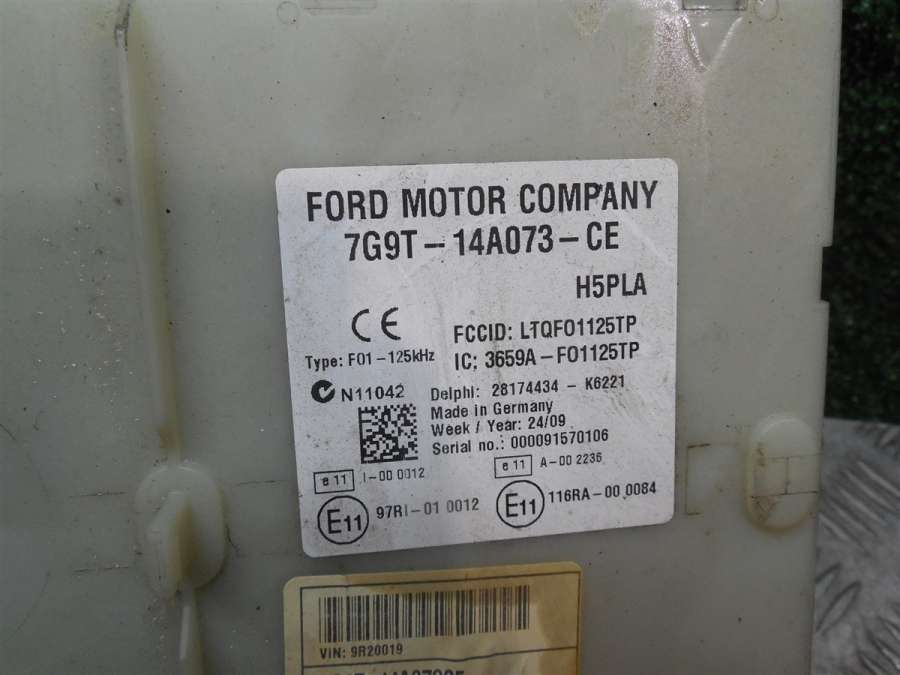 FORD MOTOR COMPANY
7G9T - 14A073 - CE
H5PLA
CE
FCCID: LTQF01125TP
Type: F01 - 125kHz
IC: 3659A - F01125TP
N11042
Delphi: 28174434 - K6221
Made in Germany
Week / Year: 24/09
Serial no.: 000091570106
e 11 I-00 0012
e 11 A-00 2236
E11 97RI-01 0012
E11 116RA-00 0084
VIN: 9R20019